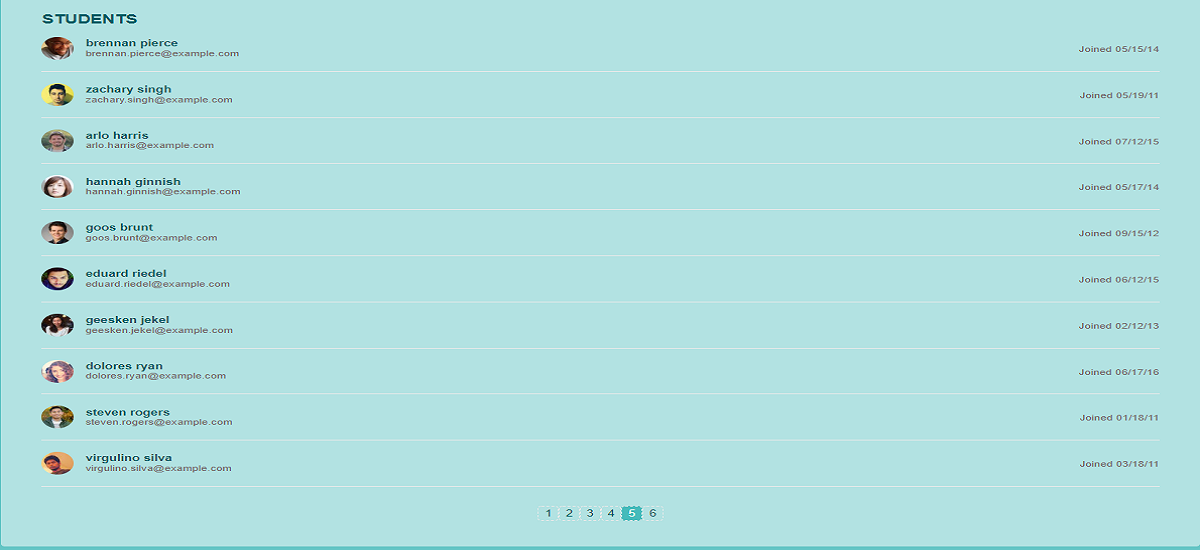 STUDENTS
brennan pierce
brennan.pierce@example.com
Joined 05/15/14
zachary singh
zachary.singh@example.com
Joined 05/19/11
arlo harris
arlo.harris@example.com
Joined 07/12/15
hannah ginnish
hannah.ginnish@example.com
Joined 05/17/14
goos brunt
goos.brunt@example.com
Joined 09/15/12
eduard riedel
eduard.riedel@example.com
Joined 06/12/15
geesken jekel
geesken.jekel@example.com
Joined 02/12/13
dolores ryan
dolores.ryan@example.com
Joined 06/17/16
steven rogers
steven.rogers@example.com
Joined 01/18/11
virgulino silva
virgulino.silva@example.com
Joined 03/18/11
1 2 3 4 5 6